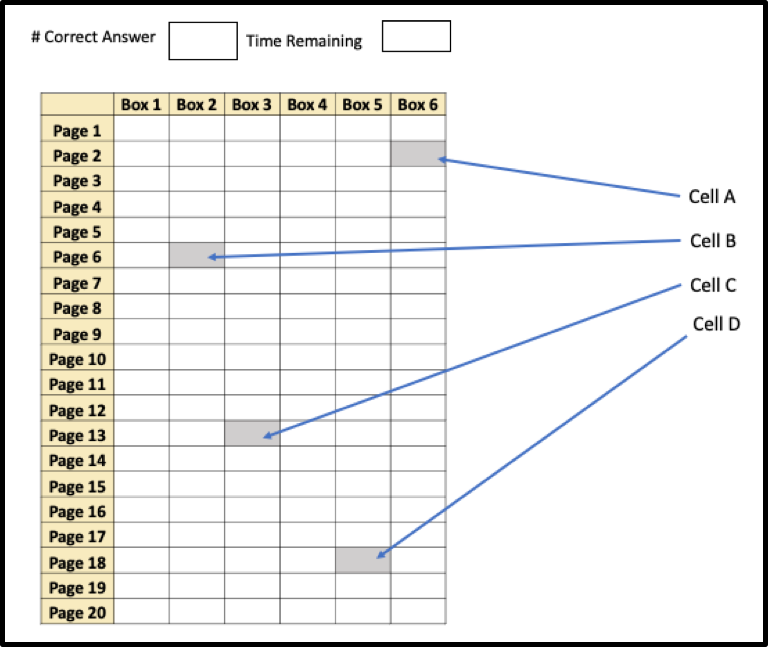 # Correct Answer Time Remaining
Box 1 Box 2 Box 3 Box 4 Box 5 Box 6
Page 1
Page 2
Page 3
Cell A
Page 4
Page 5
Cell B
Page 6
Page 7
Cell C
Page 8
Cell D
Page 9
Page 10
Page 11
Page 12
Page 13
Page 14
Page 15
Page 16
Page 17
Page 18
Page 19
Page 20